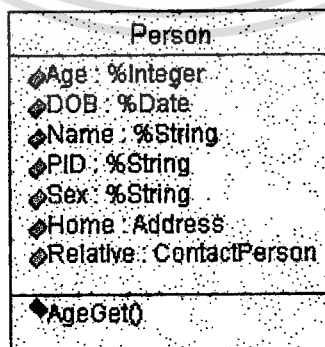 Person
Age : %Integer
DOB : %Date
Name : %String
PID : %String
Sex : %String
Home : Address
Relative : ContactPerson
AgeGet()